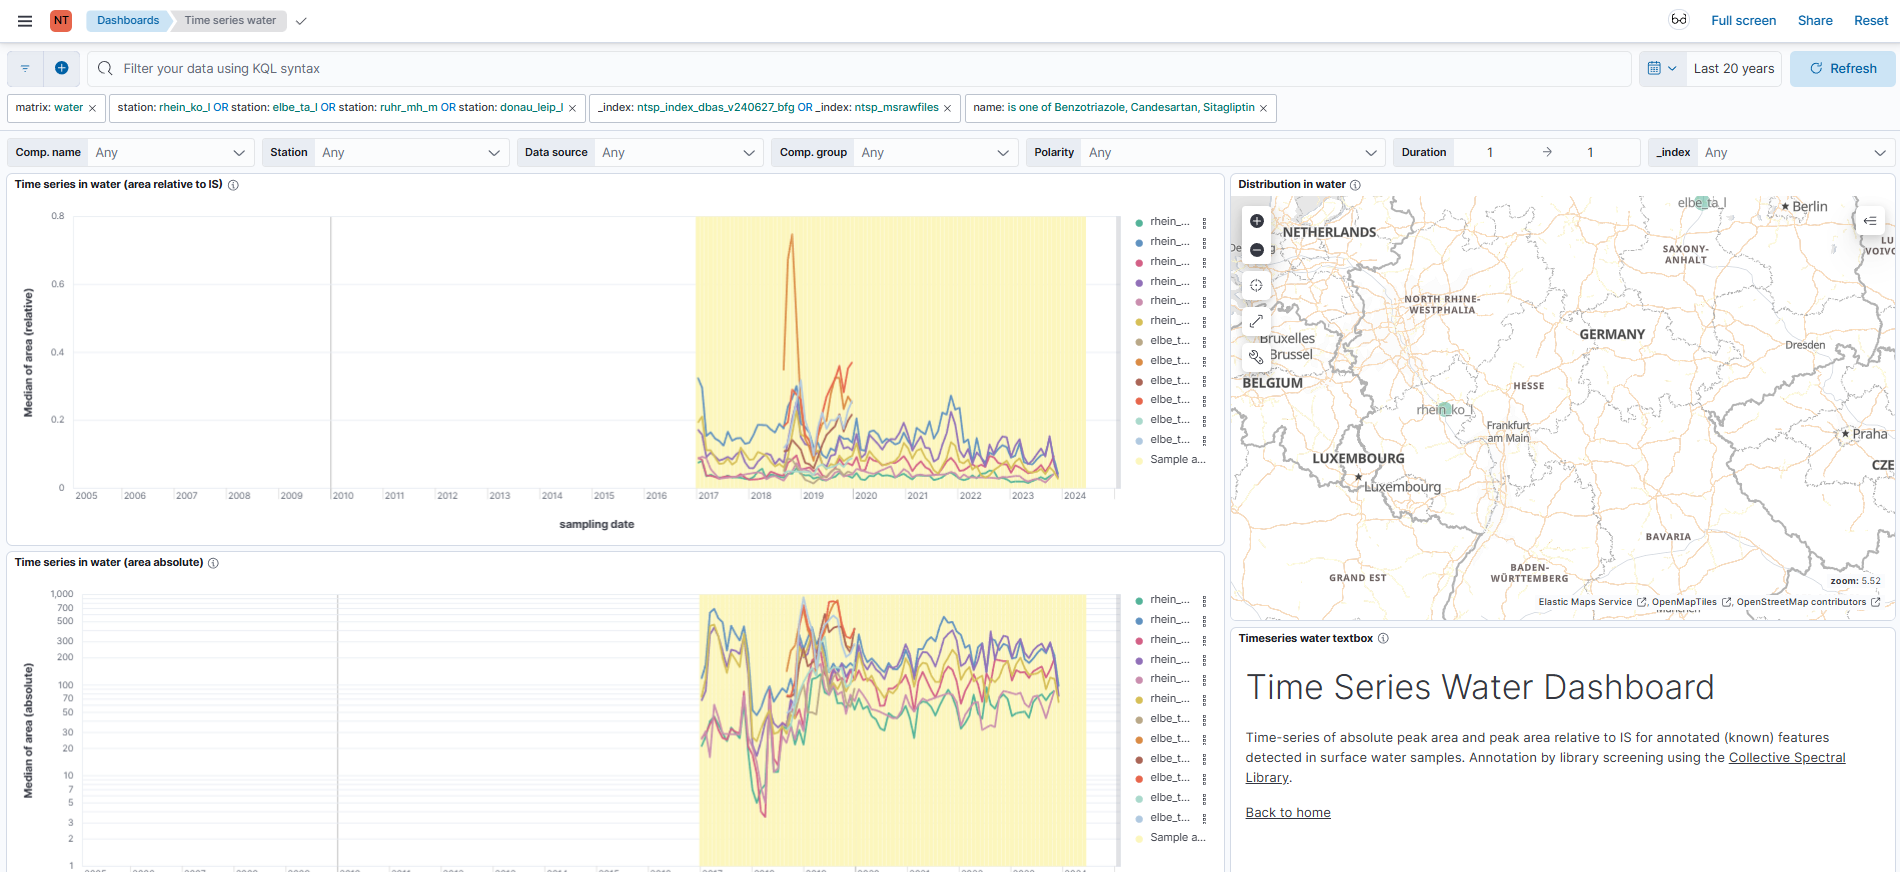 NT Dashboards Time series water Full screen Share Reset
Filter your data using KQL syntax Last 20 years Refresh
matrix: water × station: rhein_ko_l OR station: elbe_ta_l OR station: ruhr_mh_m OR station: donau_leip_l × _index: ntsp_index_dbas_v240627_bfg OR _index: ntsp_msrawfiles × name: is one of Benzotriazole, Candesartan, Sitagliptin ×
Comp. name Any Station Any Data source Any Comp. group Any Polarity Any Duration 1 → 1 _index Any
Time series in water (area relative to IS)
Median of area (relative)
0.8
0.6
0.4
0.2
0
2005 2006 2007 2008 2009 2010 2011 2012 2013 2014 2015 2016 2017 2018 2019 2020 2021 2022 2023 2024
sampling date
rhein_...
rhein_...
rhein_...
rhein_...
rhein_...
rhein_...
elbe_t...
elbe_t...
elbe_t...
elbe_t...
elbe_t...
elbe_t...
Sample a...
Time series in water (area absolute)
Median of area (absolute)
1,000
700
500
300
200
100
70
50
30
20
10
7
5
3
2
1
rhein_...
rhein_...
rhein_...
rhein_...
rhein_...
rhein_...
elbe_t...
elbe_t...
elbe_t...
elbe_t...
elbe_t...
elbe_t...
Sample a...
Distribution in water
elbe_ta_l
Berlin
NETHERLANDS
SAXONY-
ANHALT
NORTH RHINE-
WESTPHALIA
GERMANY
Bruxelles
Brussel
Dresden
BELGIUM
HESSE
rhein_ko_l
Frankfurt
am Main
Praha
LUXEMBOURG
CZE
Luxembourg
BAVARIA
GRAND EST
BADEN-
WÜRTTEMBERG
zoom: 5.52
Elastic Maps Service , OpenMapTiles , OpenStreetMap contributors
Timeseries water textbox
Time Series Water Dashboard
Time-series of absolute peak area and peak area relative to IS for annotated (known) features
detected in surface water samples. Annotation by library screening using the Collective Spectral
Library.
Back to home